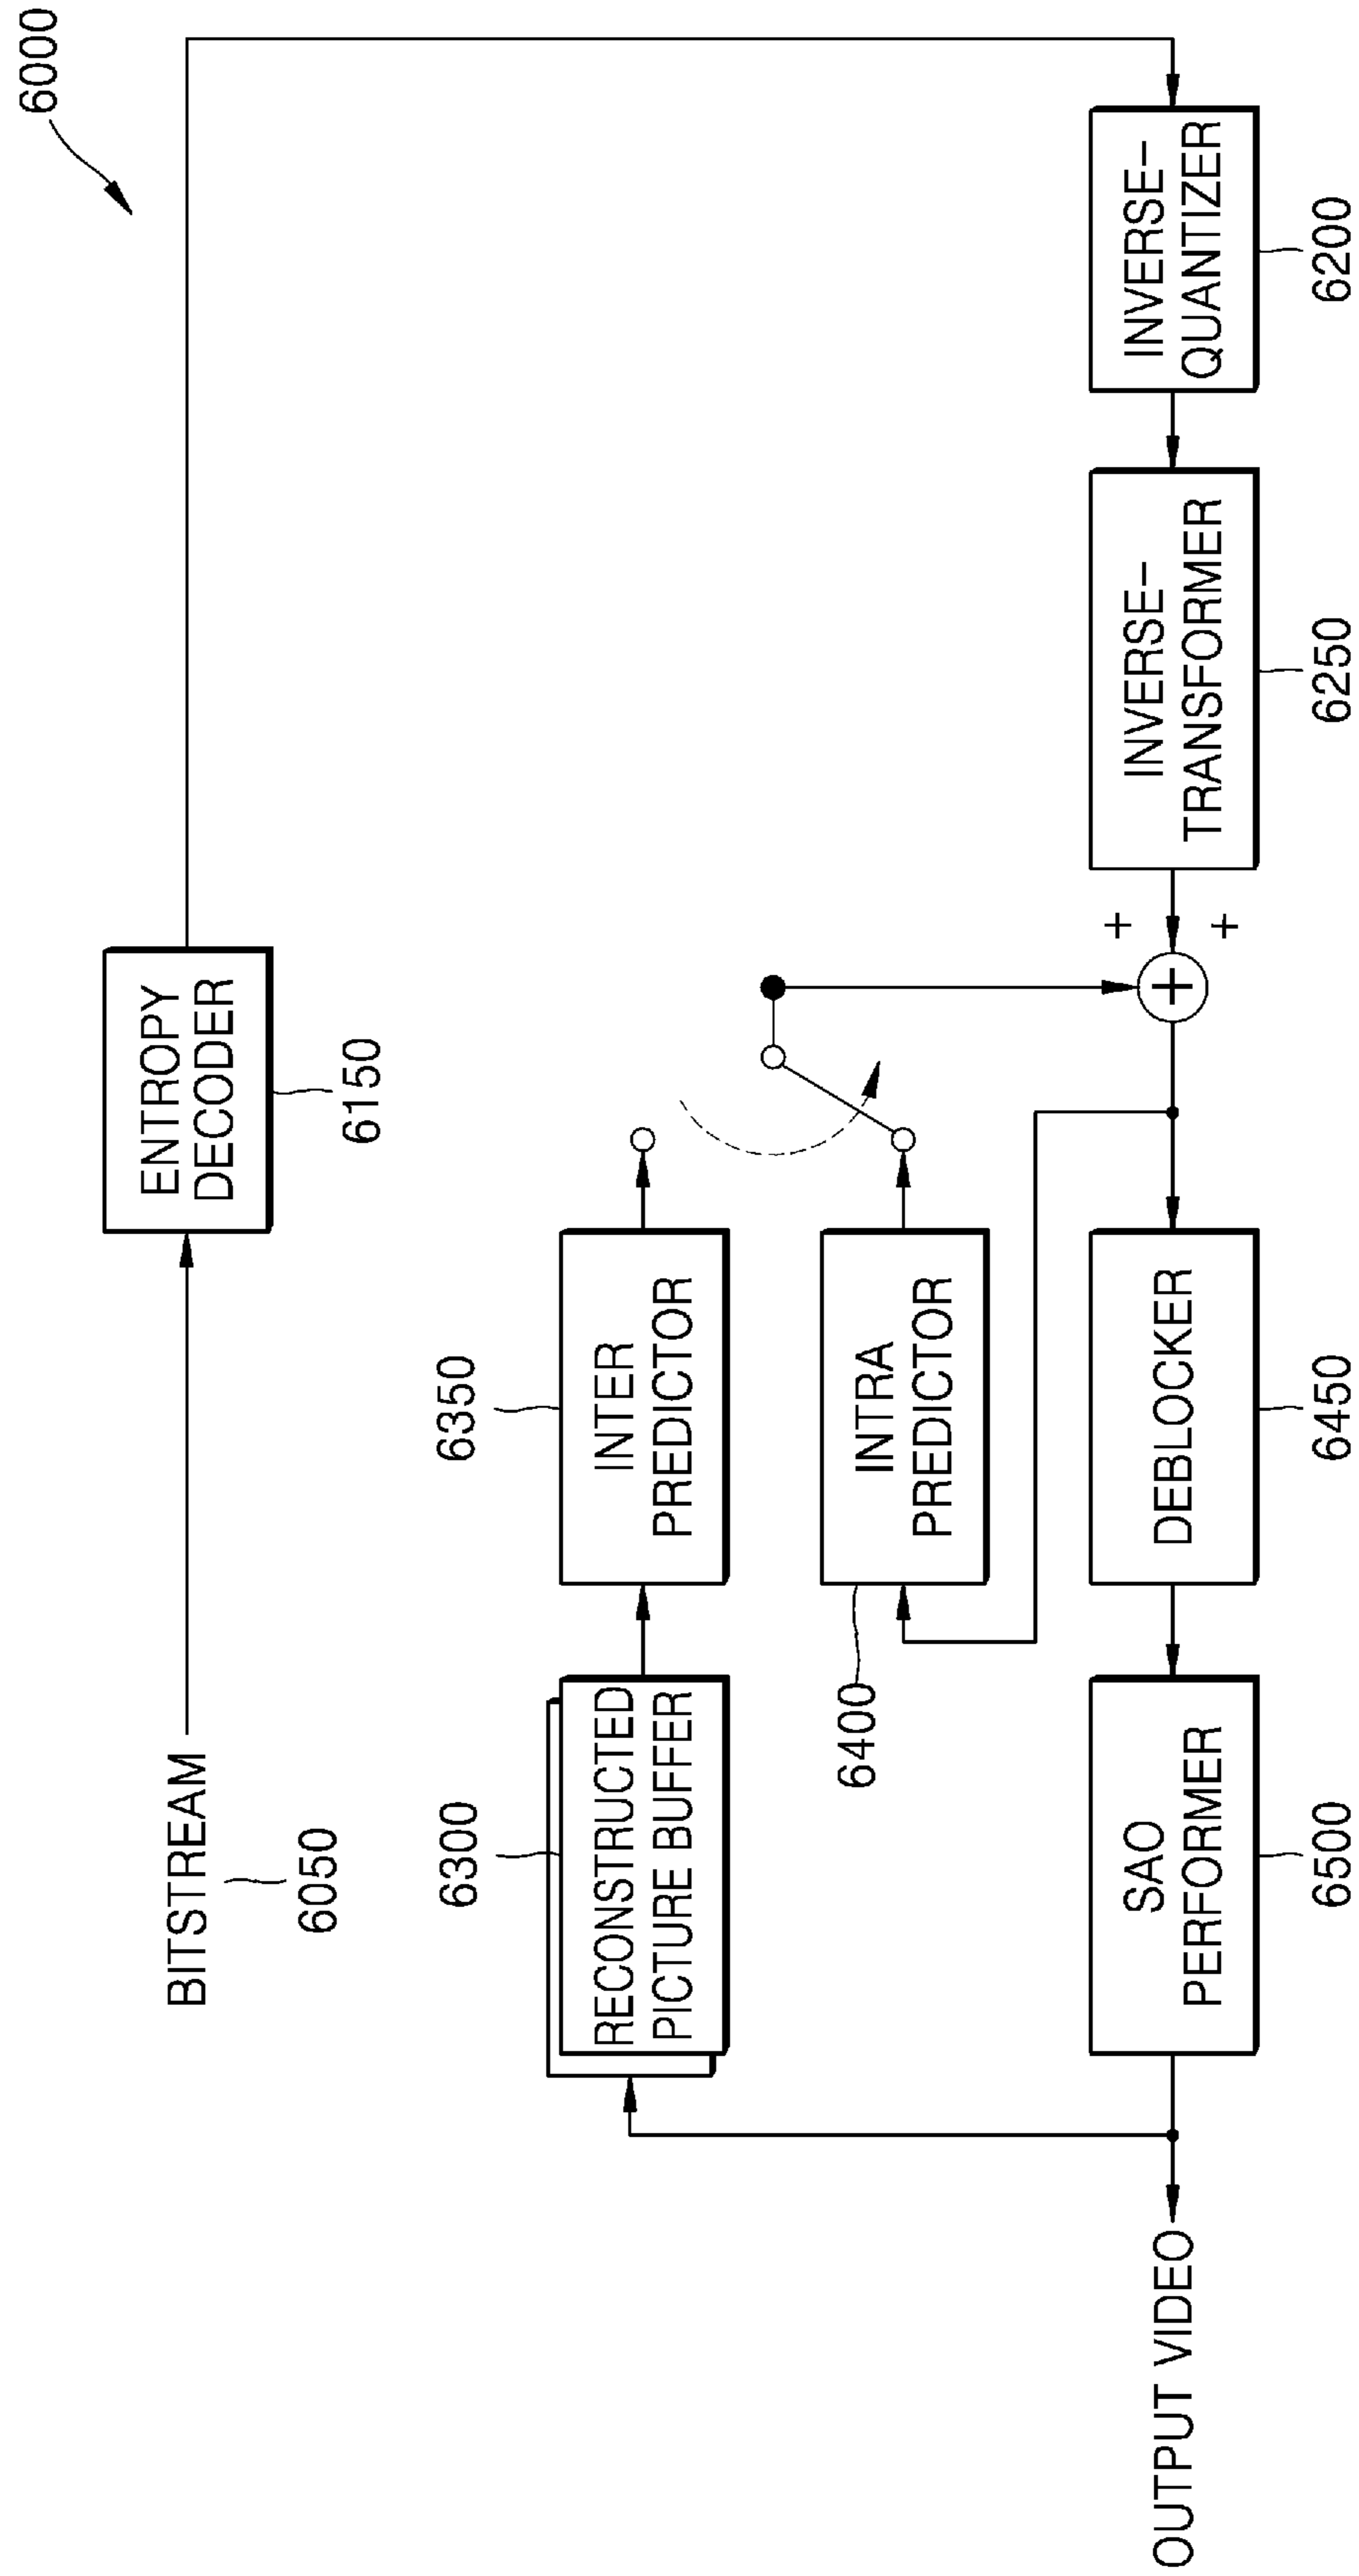 6000
BITSTREAM
6050
ENTROPY
DECODER
6150
6300
RECONSTRUCTED
PICTURE BUFFER
6350
INTER
PREDICTOR
6400
INTRA
PREDICTOR
+
+
+
OUTPUT VIDEO
SAO
PERFORMER
6500
DEBLOCKER
6450
INVERSE-
TRANSFORMER
6250
INVERSE-
QUANTIZER
6200